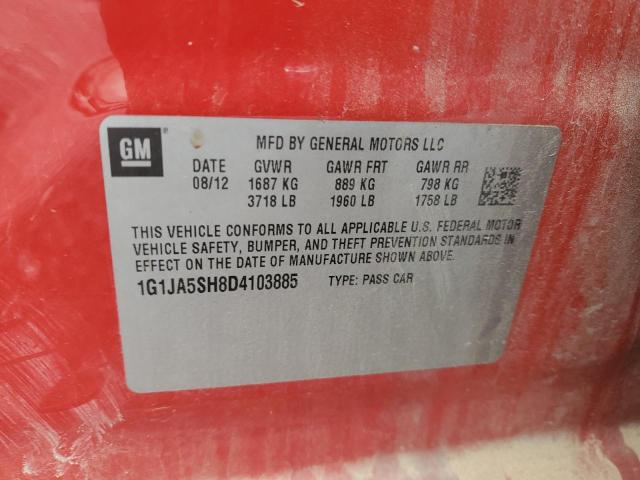 GM
MFD BY GENERAL MOTORS LLC
DATE GVWR GAWR FRT GAWR RR
08/12 1687 KG 889 KG 798 KG
3718 LB 1960 LB 1758 LB
THIS VEHICLE CONFORMS TO ALL APPLICABLE U.S. FEDERAL MOTOR
VEHICLE SAFETY, BUMPER, AND THEFT PREVENTION STANDARDS IN
EFFECT ON THE DATE OF MANUFACTURE SHOWN ABOVE.
1G1JA5SH8D4103885 TYPE: PASS CAR